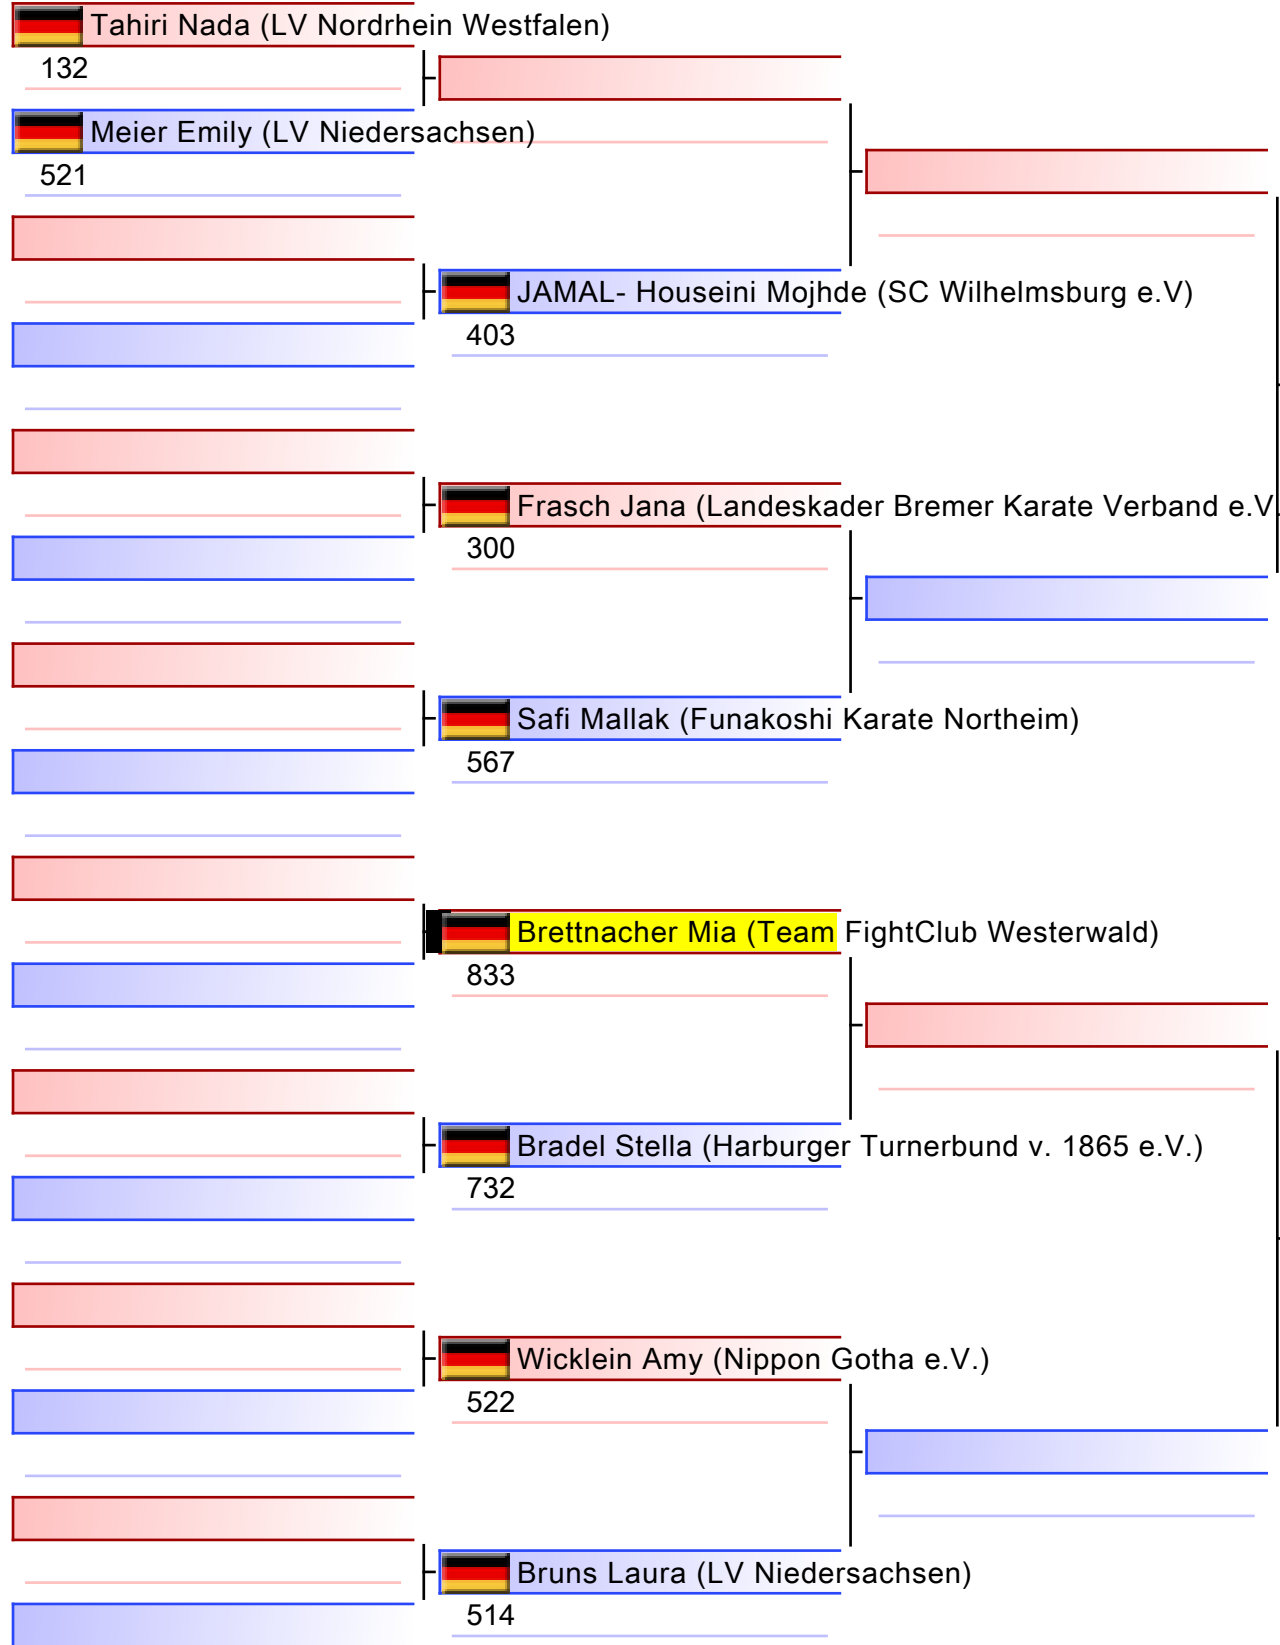 Tahiri Nada (LV Nordrhein Westfalen)
132
Meier Emily (LV Niedersachsen)
521
JAMAL- Houseini Mojhde (SC Wilhelmsburg e.V)
403
Frasch Jana (Landeskader Bremer Karate Verband e.V.
300
Safi Mallak (Funakoshi Karate Northeim)
567
Brettnacher Mia (Team FightClub Westerwald)
833
Bradel Stella (Harburger Turnerbund v. 1865 e.V.)
732
Wicklein Amy (Nippon Gotha e.V.)
522
Bruns Laura (LV Niedersachsen)
514